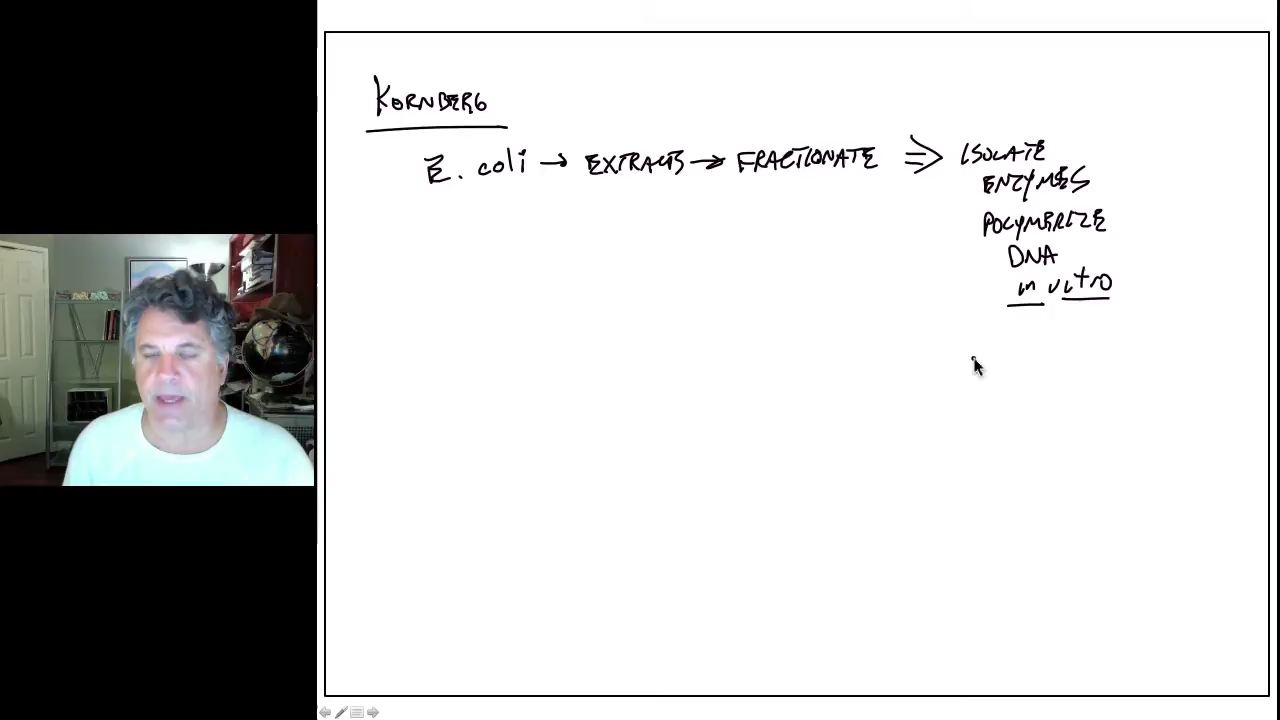 KORNBERG
E. coli → EXTRACTS → FRACTIONATE ⇒ ISOLATE
ENZYMES
POLYMERIZE
DNA
in vitro